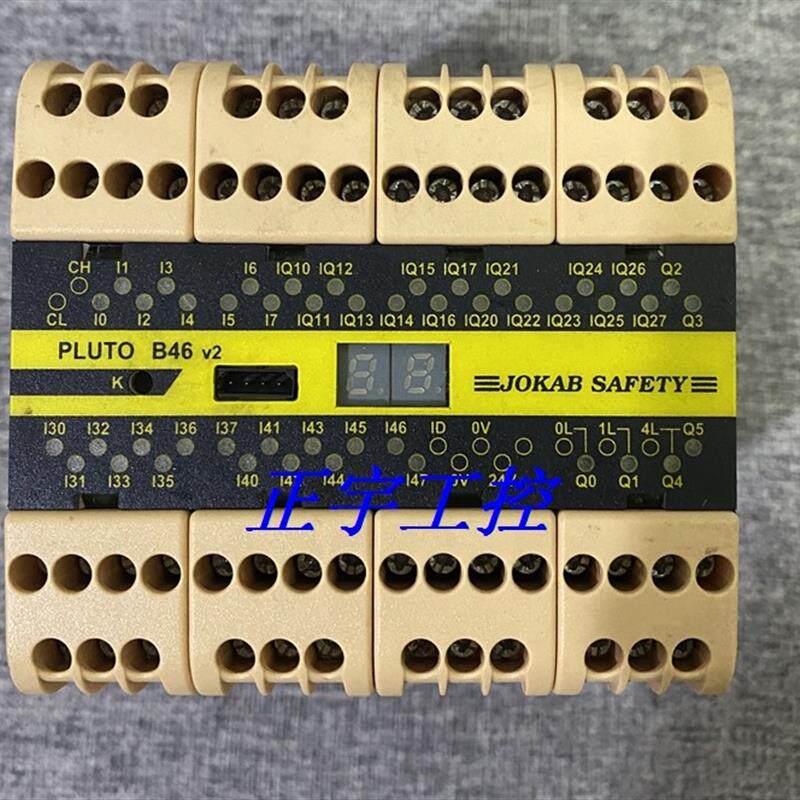 CH I1 I3 I6 IQ10 IQ12 IQ15 IQ17 IQ21 IQ24 IQ26 Q2
CL I0 I2 I4 I5 I7 IQ11 IQ13 IQ14 IQ16 IQ20 IQ22 IQ23 IQ25 IQ27 Q3
PLUTO B46 v2
K
JOKAB SAFETY
I30 I32 I34 I36 I37 I41 I43 I45 I46 ID 0V 0L 1L 4L Q5
I31 I33 I35 I40 I44 I47 Q0 Q1 Q4
正宇工控